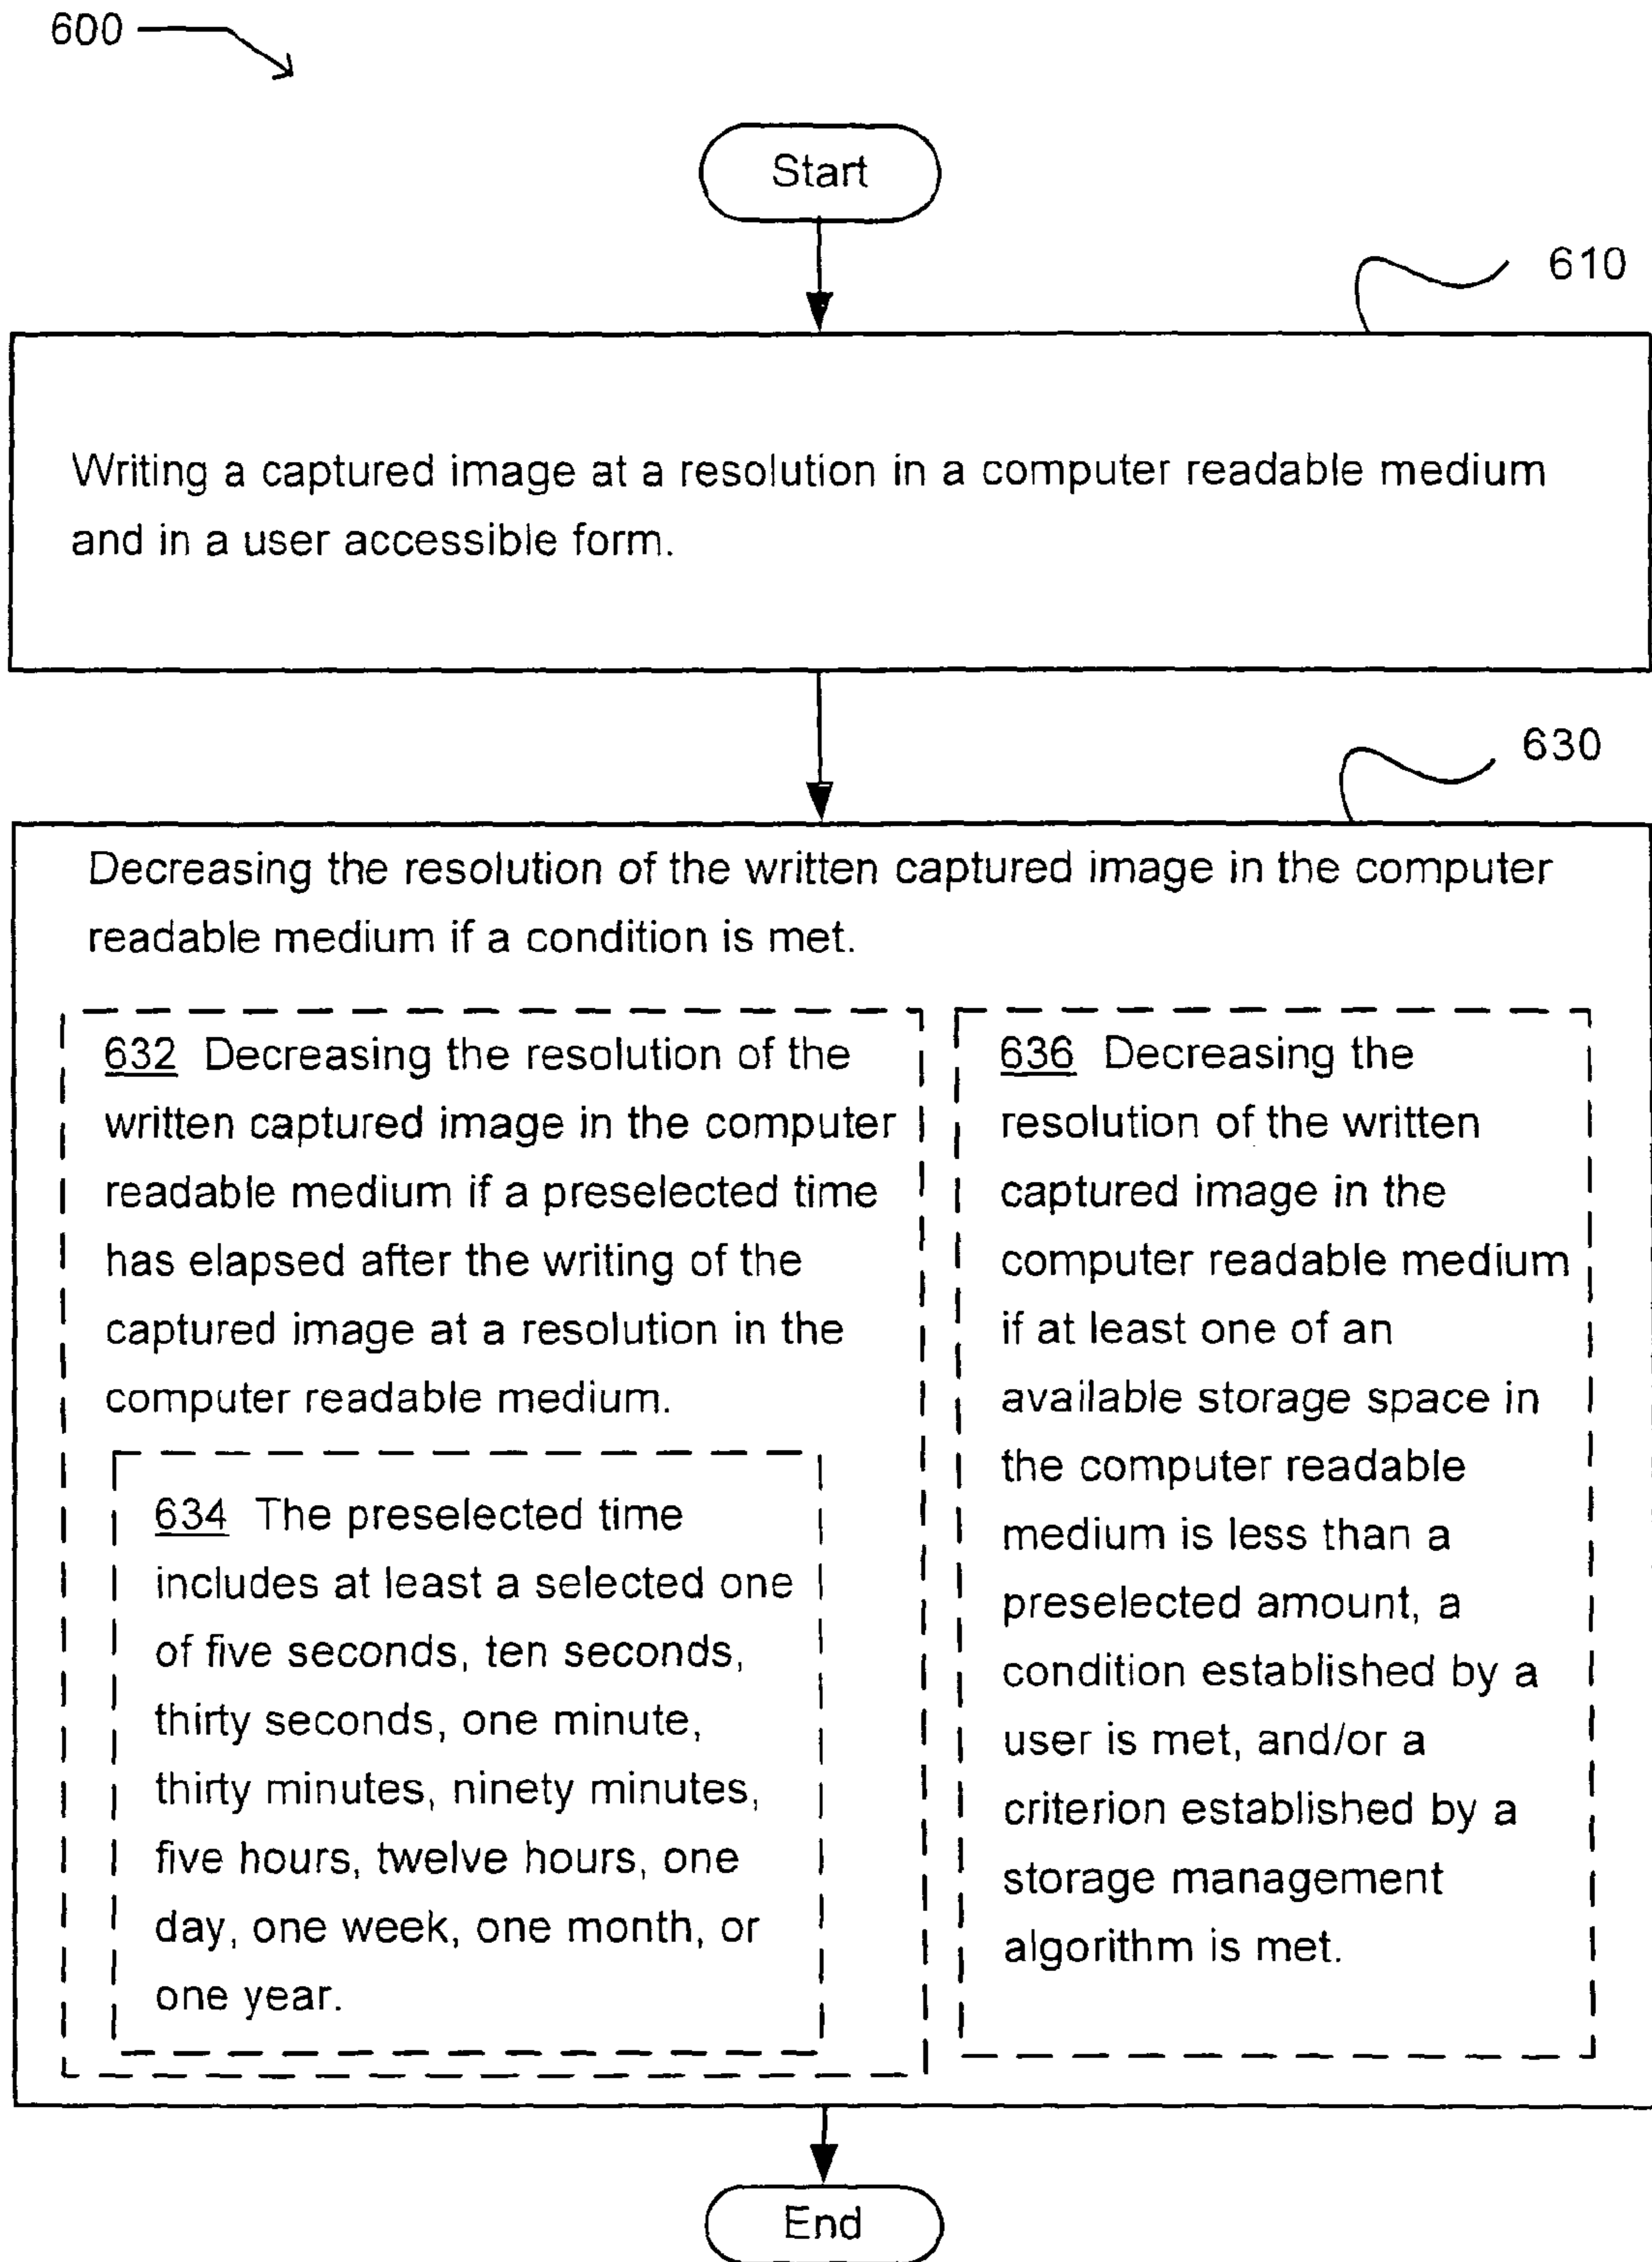 600
Start
610
Writing a captured image at a resolution in a computer readable medium
and in a user accessible form.
630
Decreasing the resolution of the written captured image in the computer
readable medium if a condition is met.
632 Decreasing the resolution of the
written captured image in the computer
readable medium if a preselected time
has elapsed after the writing of the
captured image at a resolution in the
computer readable medium.
634 The preselected time
includes at least a selected one
of five seconds, ten seconds,
thirty seconds, one minute,
thirty minutes, ninety minutes,
five hours, twelve hours, one
day, one week, one month, or
one year.
636 Decreasing the
resolution of the written
captured image in the
computer readable medium
if at least one of an
available storage space in
the computer readable
medium is less than a
preselected amount, a
condition established by a
user is met, and/or a
criterion established by a
storage management
algorithm is met.
End